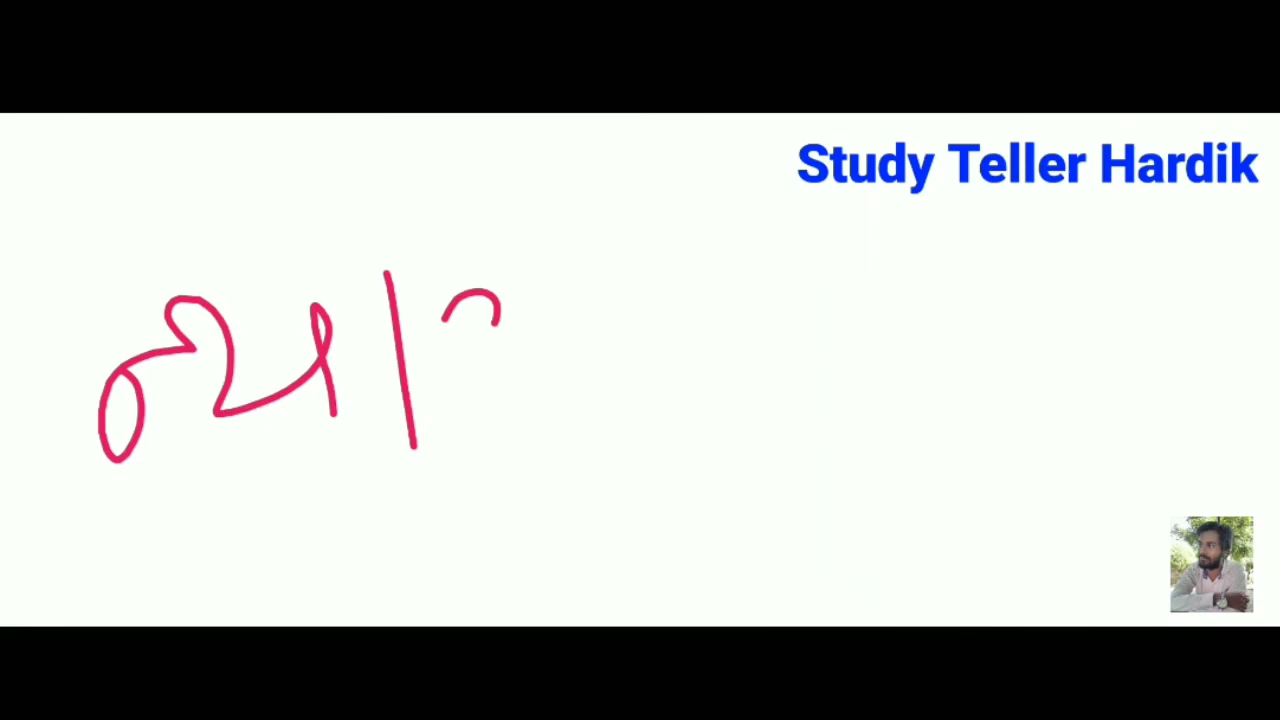 Study Teller Hardik
ન્યા